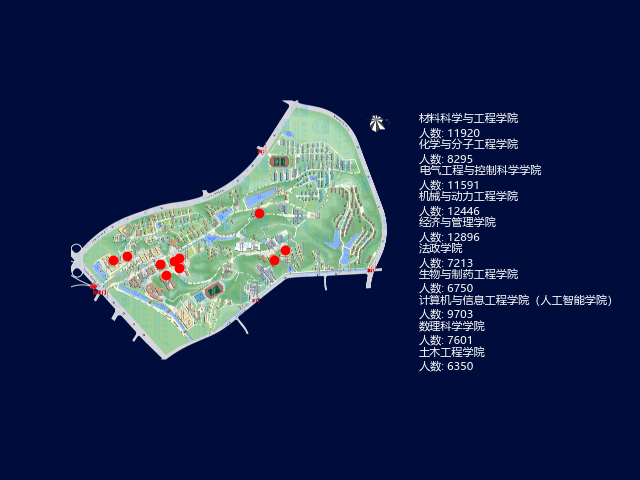 材料科学与工程学院
人数: 11920
化学与分子工程学院
人数: 8295
电气工程与控制科学学院
人数: 11591
机械与动力工程学院
人数: 12446
经济与管理学院
人数: 12896
法政学院
人数: 7213
生物与制药工程学院
人数: 6750
计算机与信息工程学院（人工智能学院）
人数: 9703
数理科学学院
人数: 7601
土木工程学院
人数: 6350